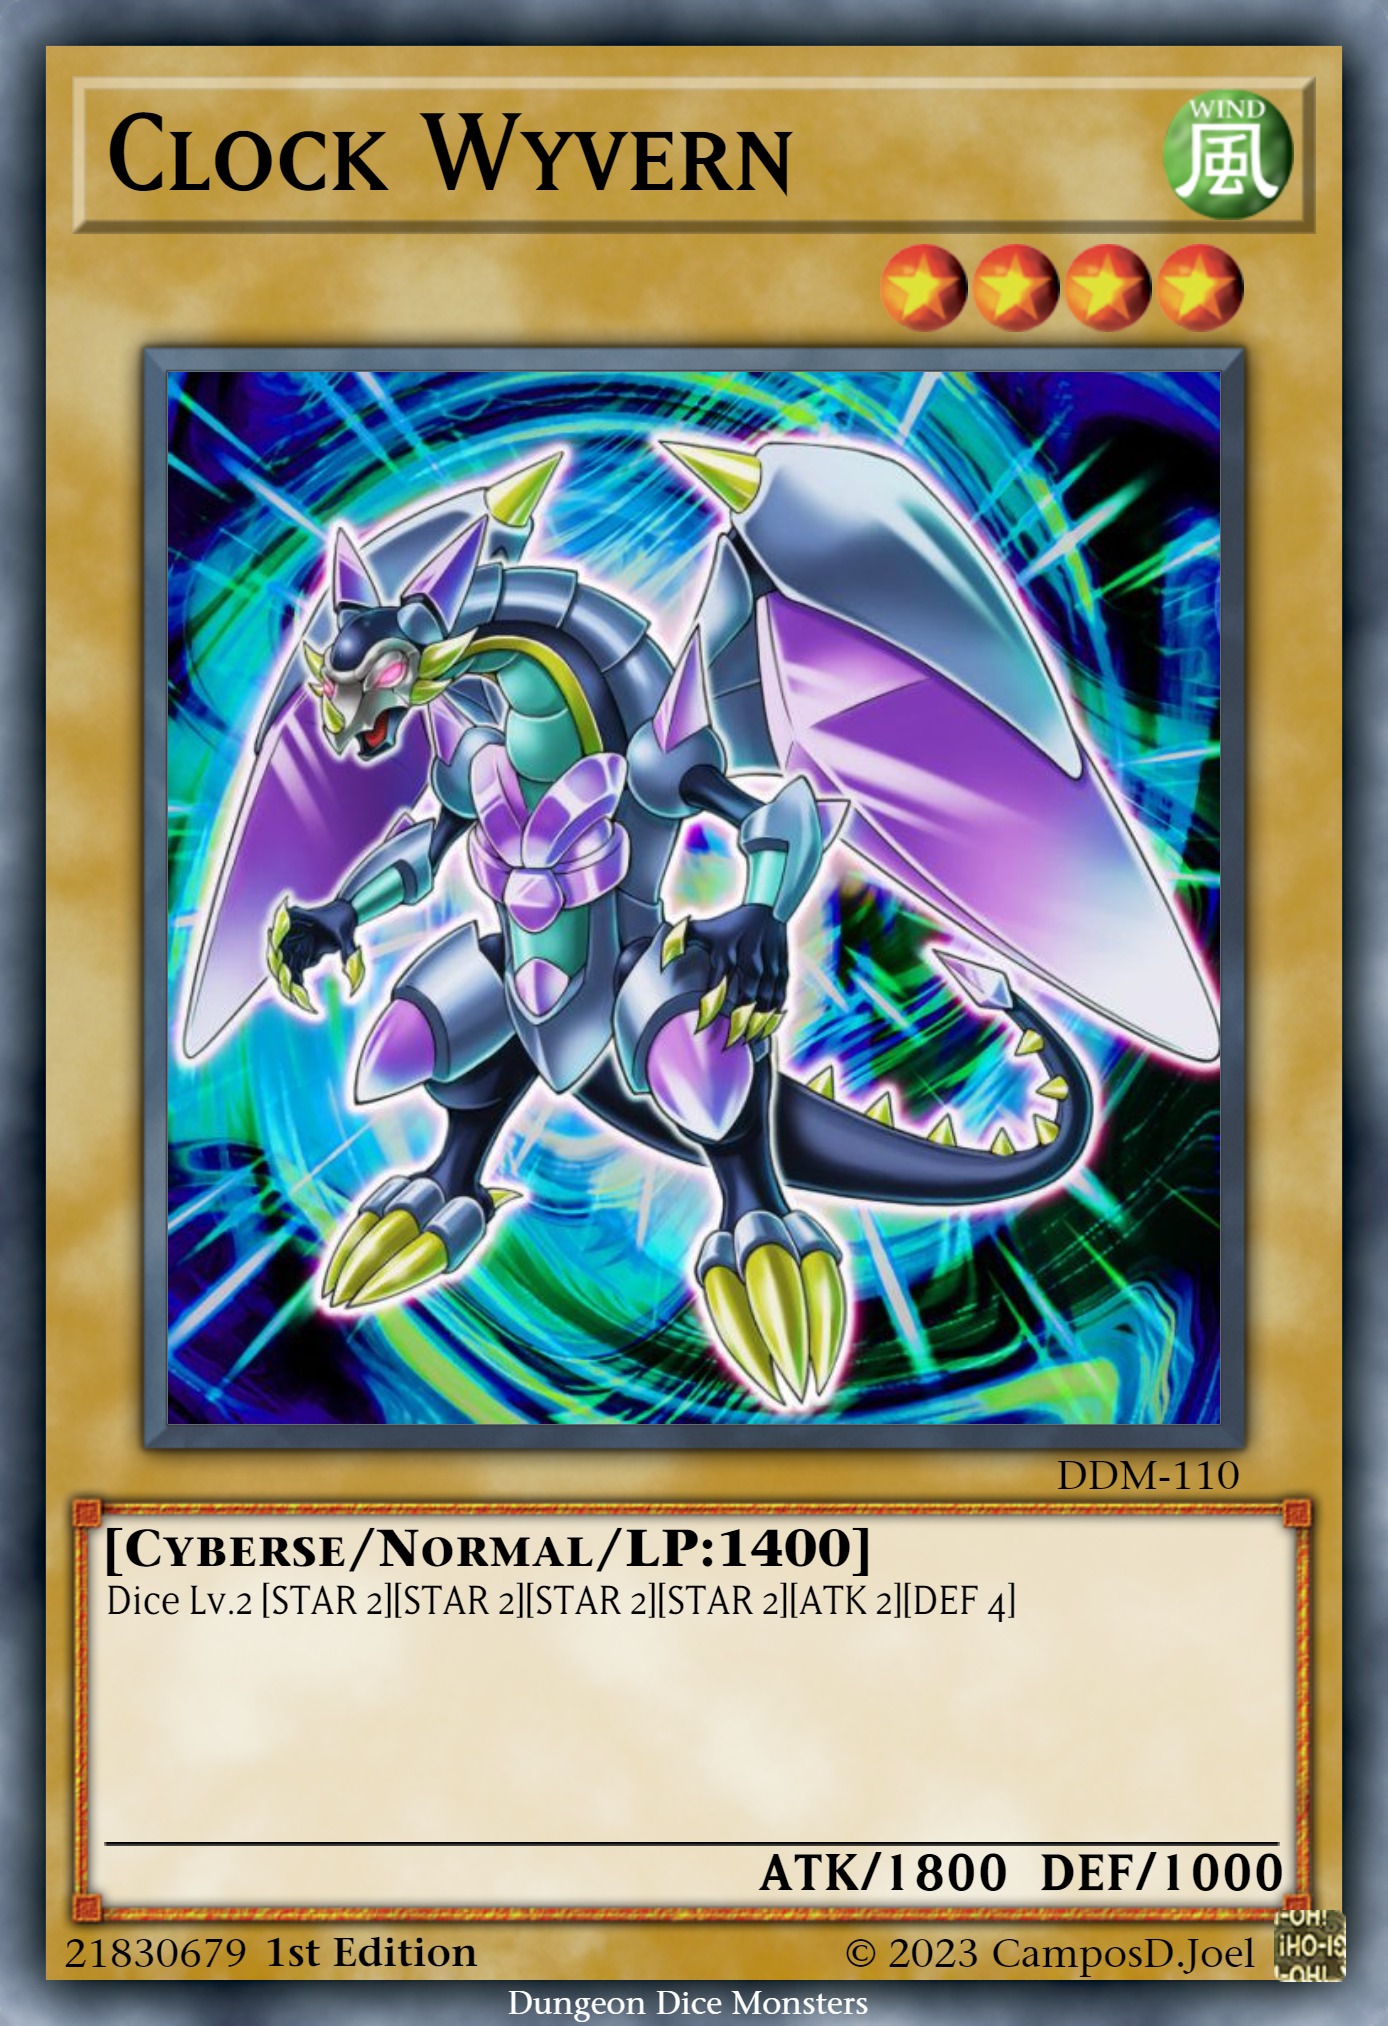 Clock Wyvern
WIND
風
DDM-110
[Cyberse/Normal/LP:1400]
Dice Lv.2 [STAR 2][STAR 2][STAR 2][STAR 2][ATK 2][DEF 4]
ATK/1800 DEF/1000
21830679 1st Edition
© 2023 CamposD.Joel
Dungeon Dice Monsters